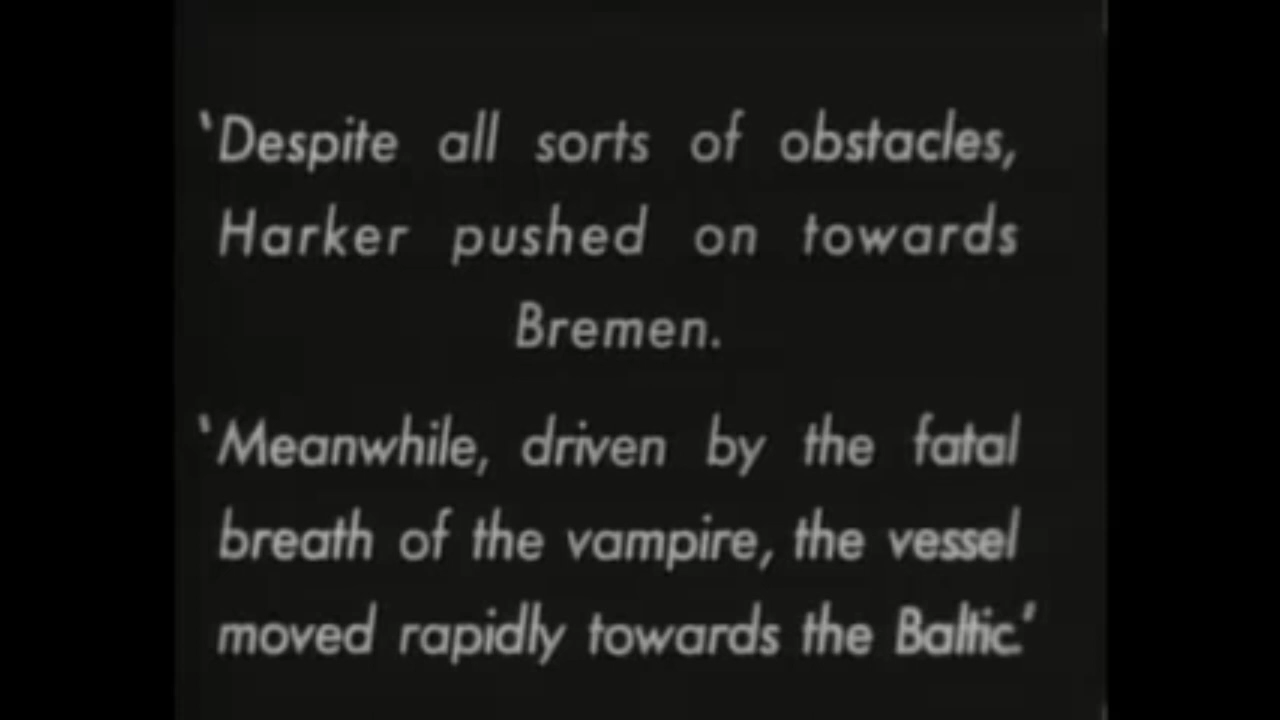 ‘Despite all sorts of obstacles,
Harker pushed on towards
Bremen.
‘Meanwhile, driven by the fatal
breath of the vampire, the vessel
moved rapidly towards the Baltic.’